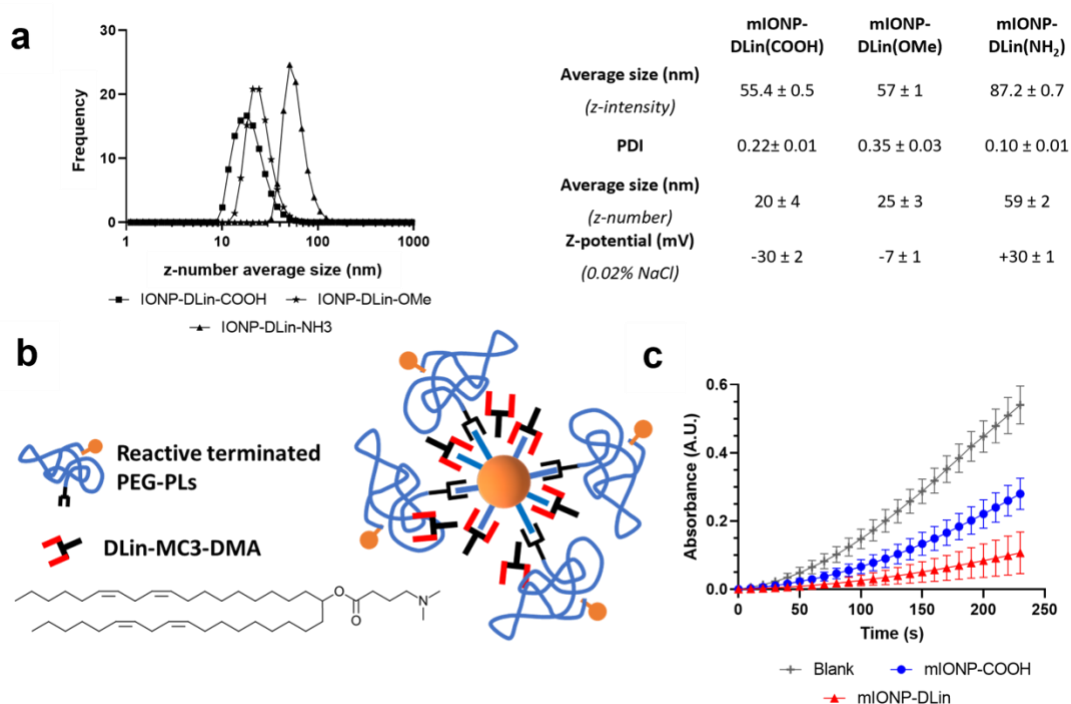 a
30
20
10
0
Frequency
1
10
100
1000
z-number average size (nm)
IONP-DLin-COOH
IONP-DLin-OMe
IONP-DLin-NH3
mIONP-
DLin(COOH)
mIONP-
DLin(OMe)
mIONP-
DLin(NH₂)
Average size (nm)
(z-intensity)
55.4 ± 0.5
57 ± 1
87.2 ± 0.7
PDI
0.22± 0.01
0.35 ± 0.03
0.10 ± 0.01
Average size (nm)
(z-number)
20 ± 4
25 ± 3
59 ± 2
Z-potential (mV)
(0.02% NaCl)
-30 ± 2
-7 ± 1
+30 ± 1
b
Reactive terminated
PEG-PLs
DLin-MC3-DMA
O
O
N
c
0.6
0.4
0.2
0.0
Absorbance (A.U.)
0
50
100
150
200
250
Time (s)
Blank
mIONP-COOH
mIONP-DLin